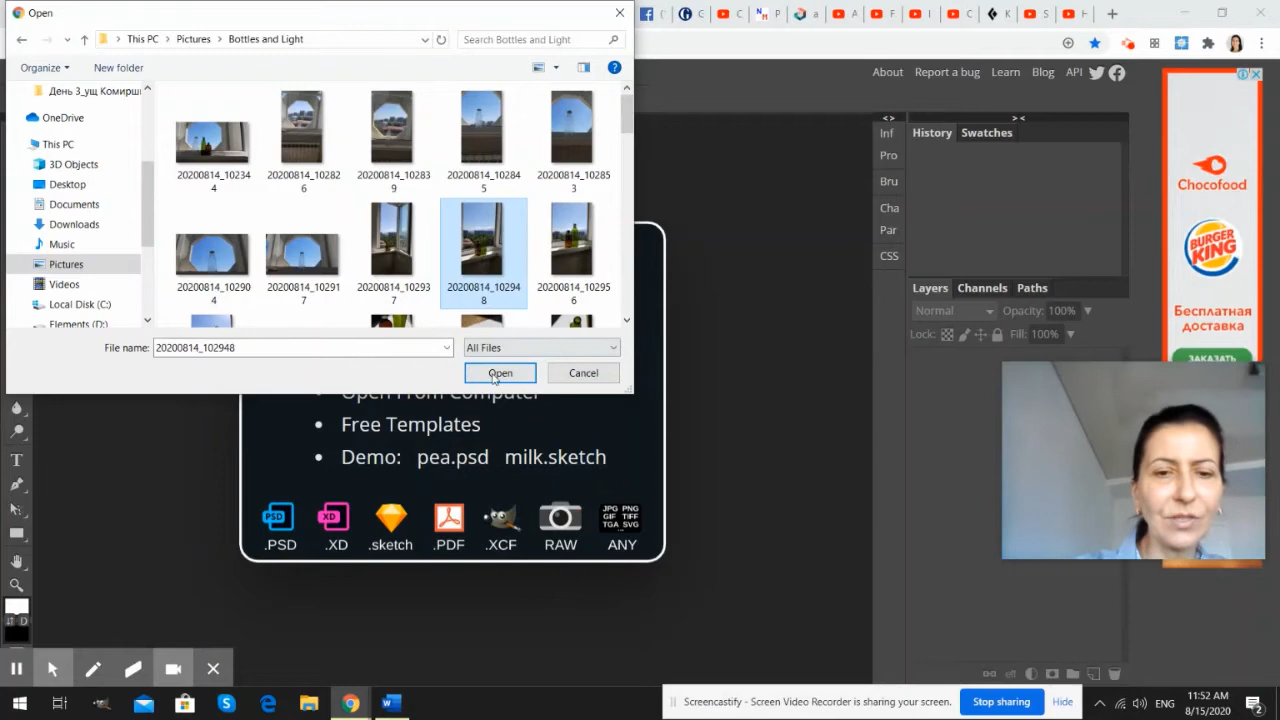 Open
This PC Pictures Bottles and Light
Search Bottles and Light
Organize
New folder
День 3_ущ Комирши
OneDrive
This PC
3D Objects
Desktop
Documents
Downloads
Music
Pictures
Videos
Local Disk (C:)
Elements (D:)
20200814_10234
4
20200814_10282
6
20200814_10283
9
20200814_10284
5
20200814_10285
3
20200814_10290
4
20200814_10291
7
20200814_10293
7
20200814_10294
8
20200814_10295
6
File name:
20200814_102948
All Files
Open
Cancel
About
Report a bug
Learn
Blog
API
Inf
Pro
Bru
Cha
Par
CSS
History
Swatches
Layers
Channels
Paths
Normal
Opacity: 100%
Lock:
Fill: 100%
Open From Computer
Free Templates
Demo: pea.psd milk.sketch
PSD
XD
JPG PNG
GIF TIFF
TGA SVG
.PSD
.XD
.sketch
.PDF
.XCF
RAW
ANY
T
D
eff
Chocofood
BURGER
KING
Бесплатная
доставка
ЗАКАЗАТЬ
Screencastify - Screen Video Recorder is sharing your screen.
Stop sharing
Hide
ENG
11:52 AM
8/15/2020
2